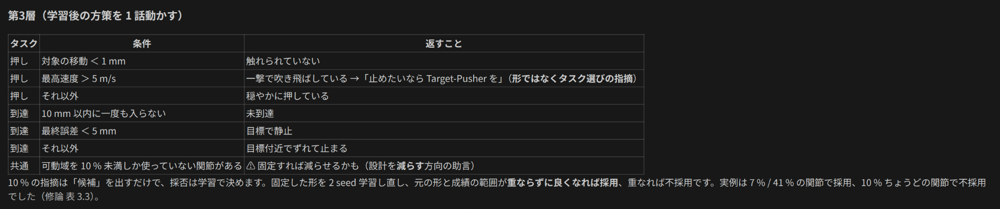 第3層（学習後の方策を 1 話動かす）
タスク 条件 返すこと
押し 対象の移動 < 1 mm 触れられていない
押し 最高速度 > 5 m/s 一撃で吹き飛ばしている →「止めたいなら Target-Pusher を」（形ではなくタスク選びの指摘）
押し それ以外 穏やかに押している
到達 10 mm 以内に一度も入らない 未到達
到達 最終誤差 < 5 mm 目標で静止
到達 それ以外 目標付近でずれて止まる
共通 可動域を 10 % 未満しか使っていない関節がある ⚠ 固定すれば減らせるかも（設計を減らす方向の助言）
10 % の指摘は「候補」を出すだけで、採否は学習で決めます。固定した形を 2 seed 学習し直し、元の形と成績の範囲が重ならずに良くなれば採用、重なれば不採用です。実例は 7 % / 41 % の関節で採用、10 % ちょうどの関節で不採用
でした（修論 表 3.3）。